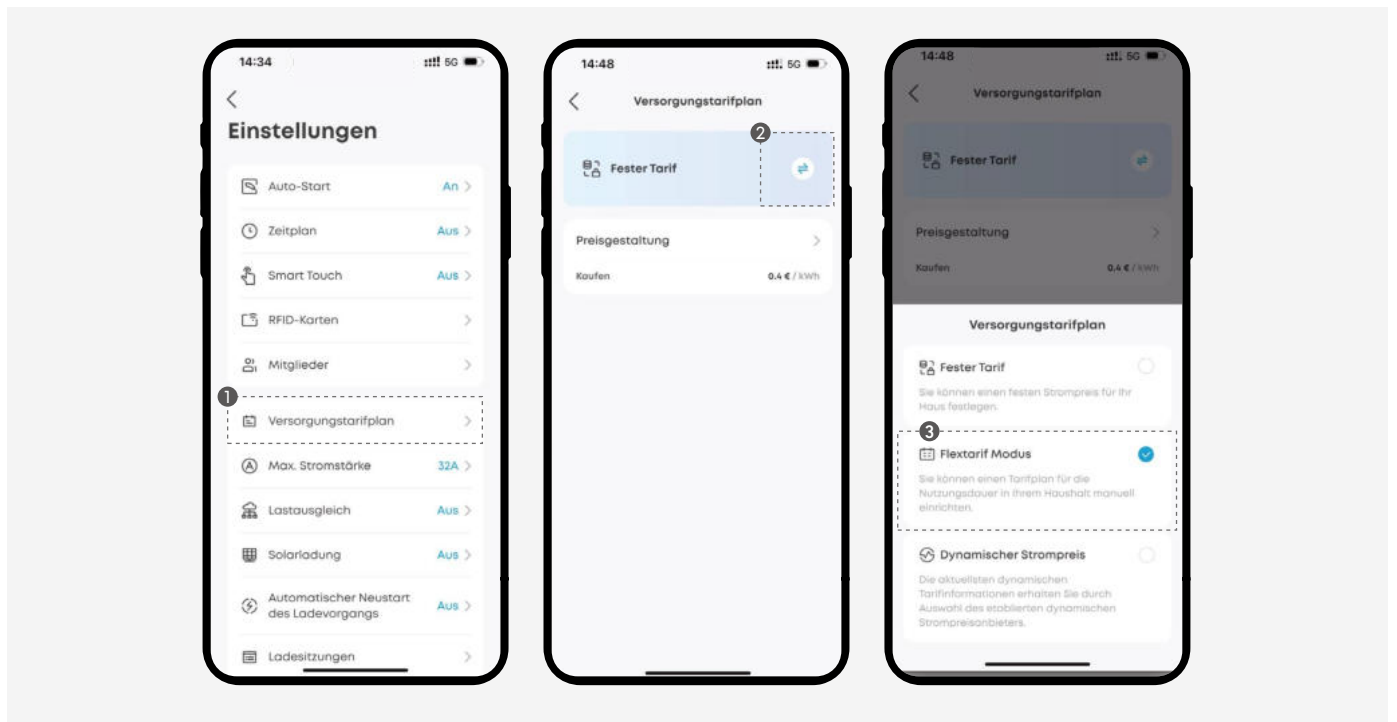 14:34
5G
Einstellungen
Auto-Start
An
Zeitplan
Aus
Smart Touch
Aus
RFID-Karten
Mitglieder
1
Versorgungstarifplan
Max. Stromstärke
32A
Lastausgleich
Aus
Solarladung
Aus
Automatischer Neustart
des Ladevorgangs
Aus
Ladesitzungen
14:48
5G
Versorgungstarifplan
2
Fester Tarif
Preisgestaltung
Kaufen
0.4 € / kWh
14:48
5G
Versorgungstarifplan
Fester Tarif
Preisgestaltung
Kaufen
0.4 € / kWh
Versorgungstarifplan
Fester Tarif
Sie können einen festen Strompreis für Ihr
Haus festlegen.
3
Flextarif Modus
Sie können einen Tarifplan für die
Nutzungsdauer in Ihrem Haushalt manuell
einrichten.
Dynamischer Strompreis
Die aktuellsten dynamischen
Tarifinformationen erhalten Sie durch
Auswahl des etablierten dynamischen
Strompreisanbieters.